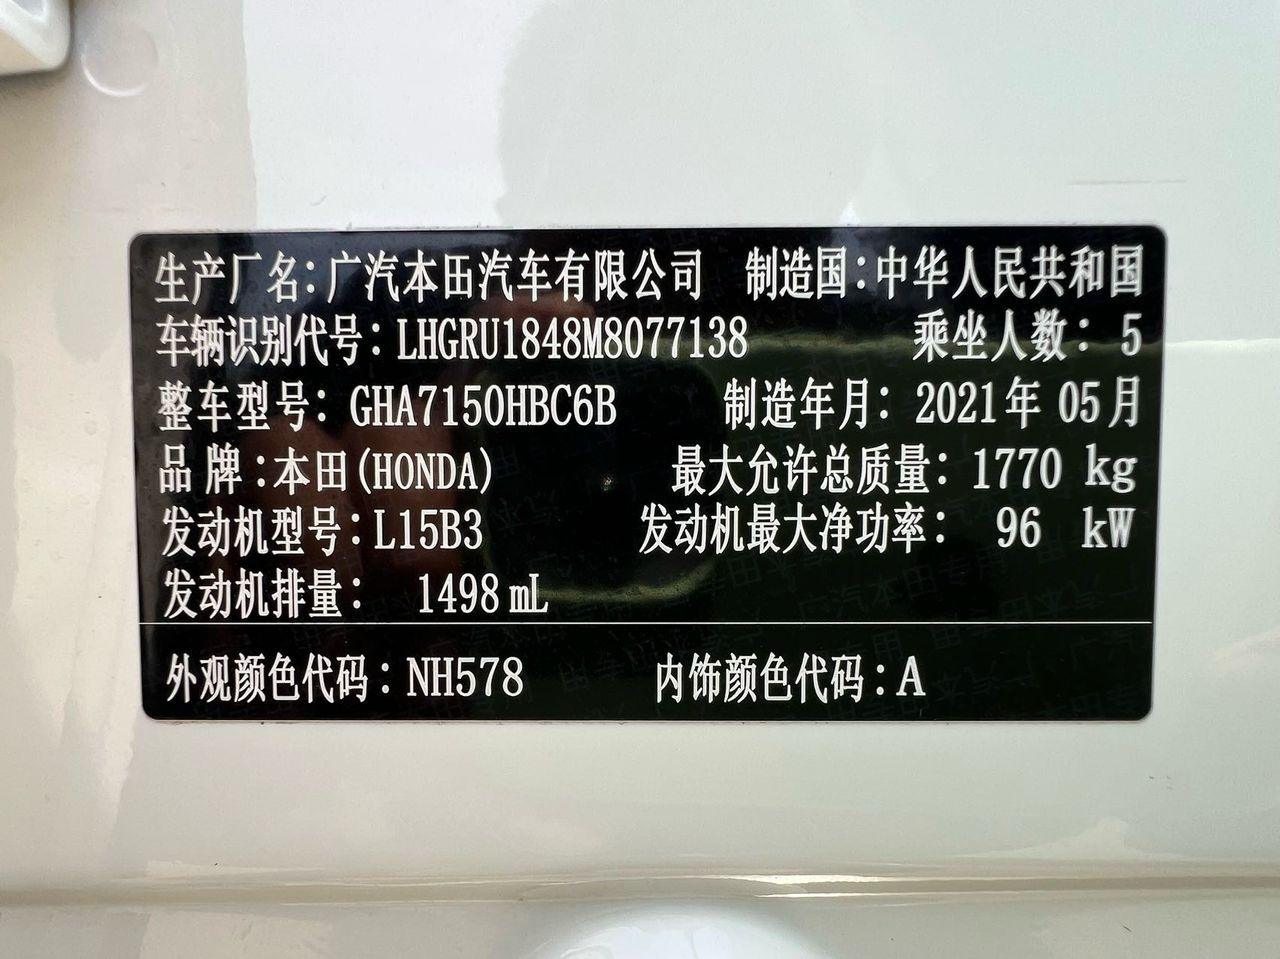 生产厂名:广汽本田汽车有限公司 制造国:中华人民共和国
车辆识别代号:LHGRU1848M8077138 乘坐人数: 5
整车型号: GHA7150HBC6B 制造年月: 2021年 05月
品 牌:本田(HONDA) 最大允许总质量: 1770 kg
发动机型号:L15B3 发动机最大净功率: 96 kW
发动机排量: 1498 mL
外观颜色代码:NH578 内饰颜色代码:A